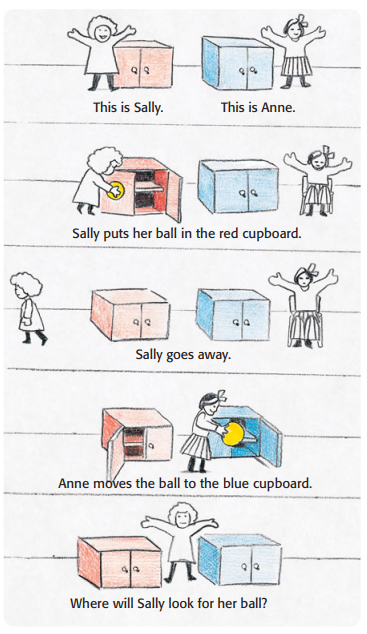 This is Sally.
This is Anne.
Sally puts her ball in the red cupboard.
Sally goes away.
Anne moves the ball to the blue cupboard.
Where will Sally look for her ball?